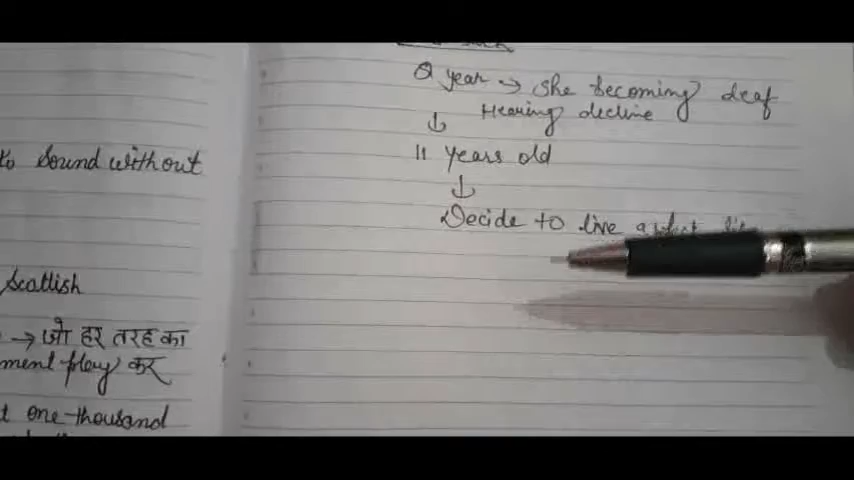 to sound without
Scottish
→ जो हर तरह का
ment play कर
t one-thousand
8 year → she becoming deaf
Hearing decline
↓
11 years old
↓
Decide to live a